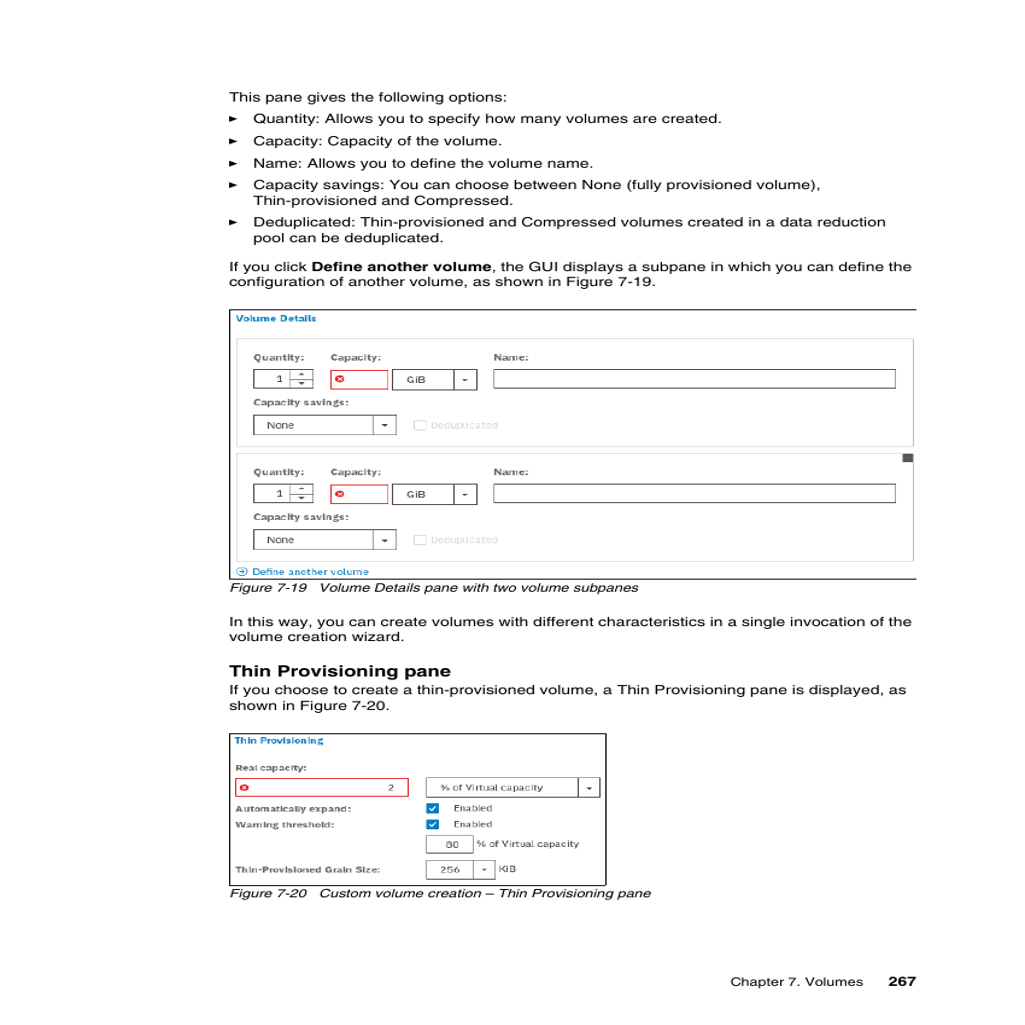 This pane gives the following options:
► Quantity: Allows you to specify how many volumes are created.
► Capacity: Capacity of the volume.
► Name: Allows you to define the volume name.
► Capacity savings: You can choose between None (fully provisioned volume),
Thin-provisioned and Compressed.
► Deduplicated: Thin-provisioned and Compressed volumes created in a data reduction
pool can be deduplicated.
If you click Define another volume, the GUI displays a subpane in which you can define the
configuration of another volume, as shown in Figure 7-19.
Volume Details
Quantity: Capacity: Name:
1 GiB
Capacity savings:
None Deduplicated
Quantity: Capacity: Name:
1 GiB
Capacity savings:
None Deduplicated
Define another volume
Figure 7-19 Volume Details pane with two volume subpanes
In this way, you can create volumes with different characteristics in a single invocation of the
volume creation wizard.
Thin Provisioning pane
If you choose to create a thin-provisioned volume, a Thin Provisioning pane is displayed, as
shown in Figure 7-20.
Thin Provisioning
Real capacity:
2 % of Virtual capacity
Automatically expand: Enabled
Warning threshold: Enabled
80 % of Virtual capacity
Thin-Provisioned Grain Size: 256 KiB
Figure 7-20 Custom volume creation – Thin Provisioning pane
Chapter 7. Volumes 267